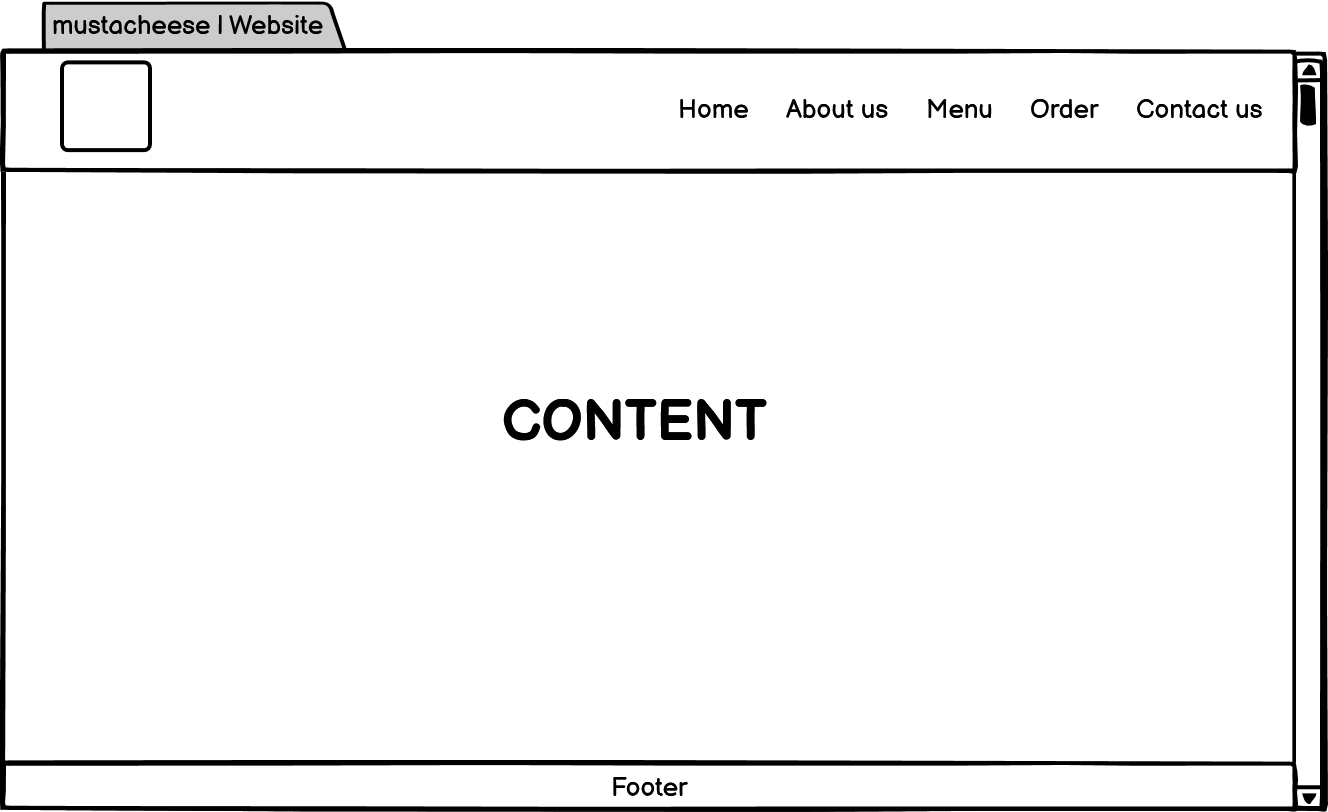 mustacheese | Website
Home About us Menu Order Contact us
CONTENT
Footer